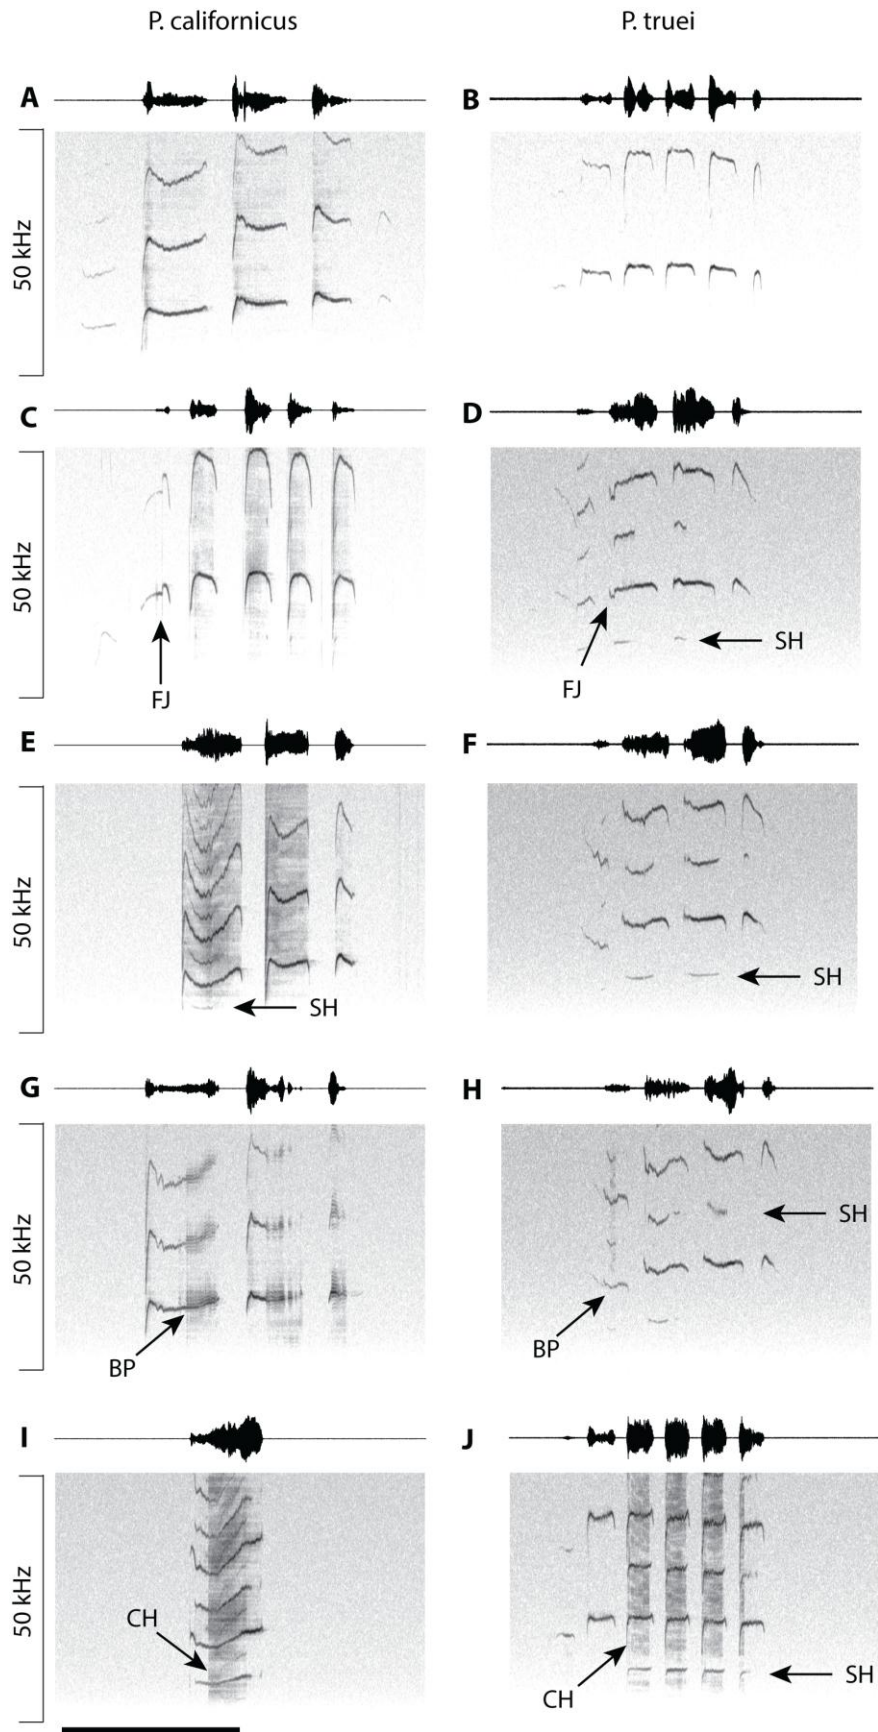 P. californicus P. truei
A B
50 kHz
C D
50 kHz
SH
FJ FJ
E F
50 kHz
SH SH
G H
50 kHz
SH
BP BP
I J
50 kHz
CH
CH SH